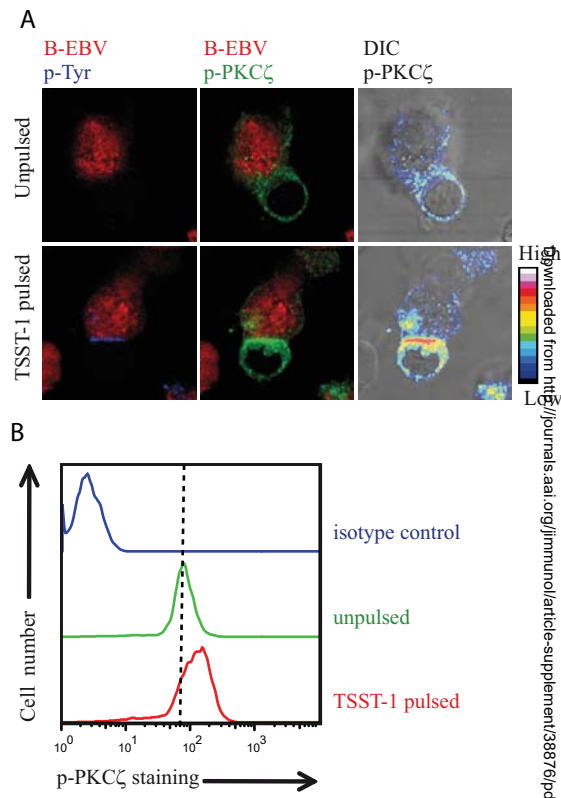 A
B-EBV B-EBV DIC
p-Tyr p-PKCζ p-PKCζ
Unpulsed
TSST-1 pulsed
High
Low
Downloaded from http://journals.aai.org/jimmunol/article-supplement/38876/pd
B
isotype control
unpulsed
TSST-1 pulsed
Cell number
10^0 10^1 10^2 10^3
p-PKCζ staining